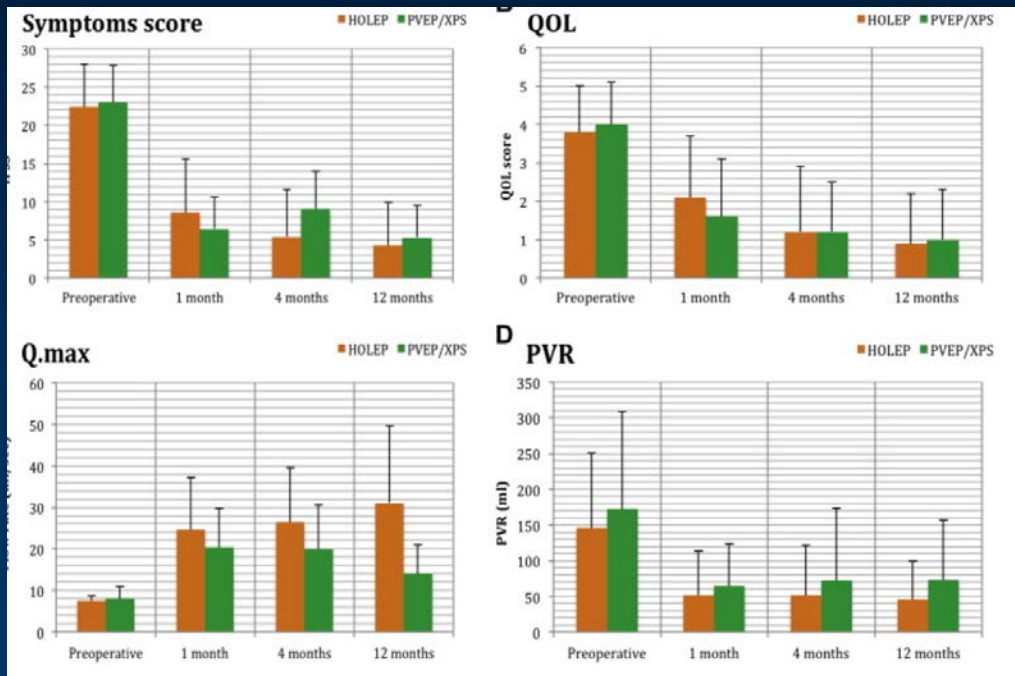 Symptoms score
HOLEP PVEP/XPS
30
25
20
15
10
5
0
Preoperative 1 month 4 months 12 months
QOL
HOLEP PVEP/XPS
QOL score
6
5
4
3
2
1
0
Preoperative 1 month 4 months 12 months
Q.max
HOLEP PVEP/XPS
60
50
40
30
20
10
0
Preoperative 1 month 4 months 12 months
D
PVR
HOLEP PVEP/XPS
PVR (ml)
350
300
250
200
150
100
50
0
Preoperative 1 month 4 months 12 months